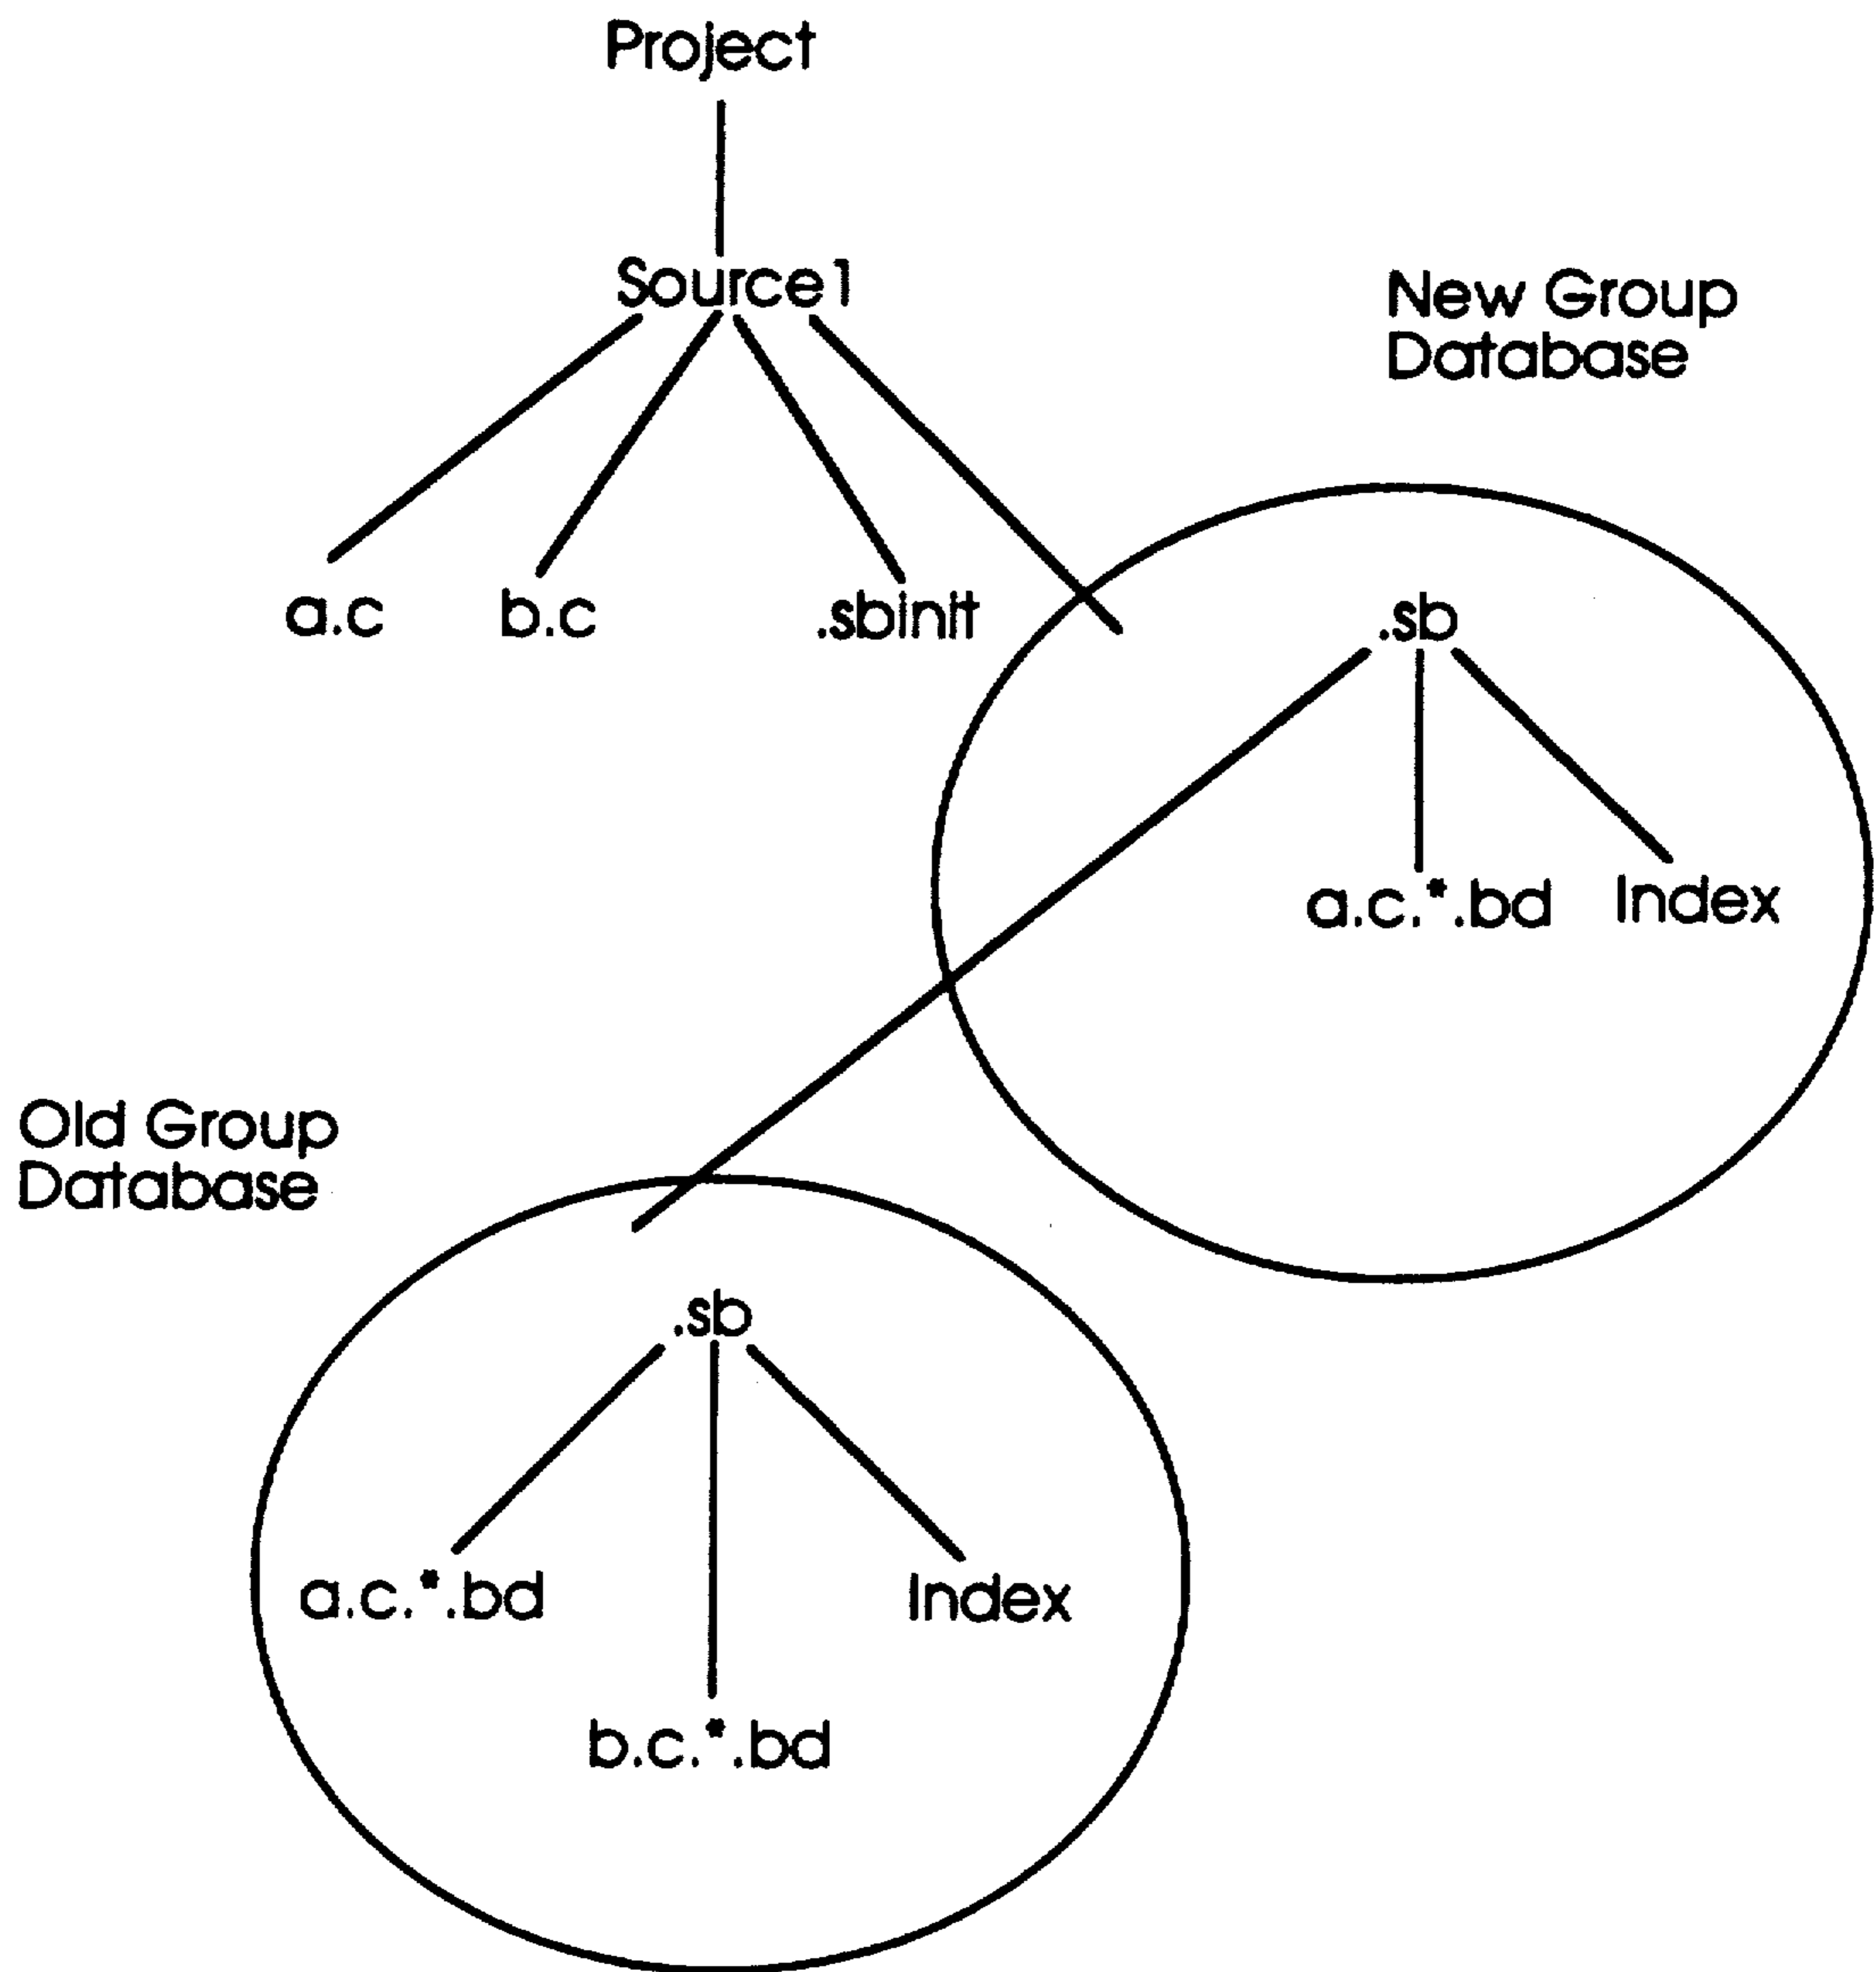 Project
Source1
New Group
Database
a.c
b.c
.sbinit
.sb
a.c.*.bd
Index
Old Group
Database
.sb
a.c.*.bd
Index
b.c.*.bd